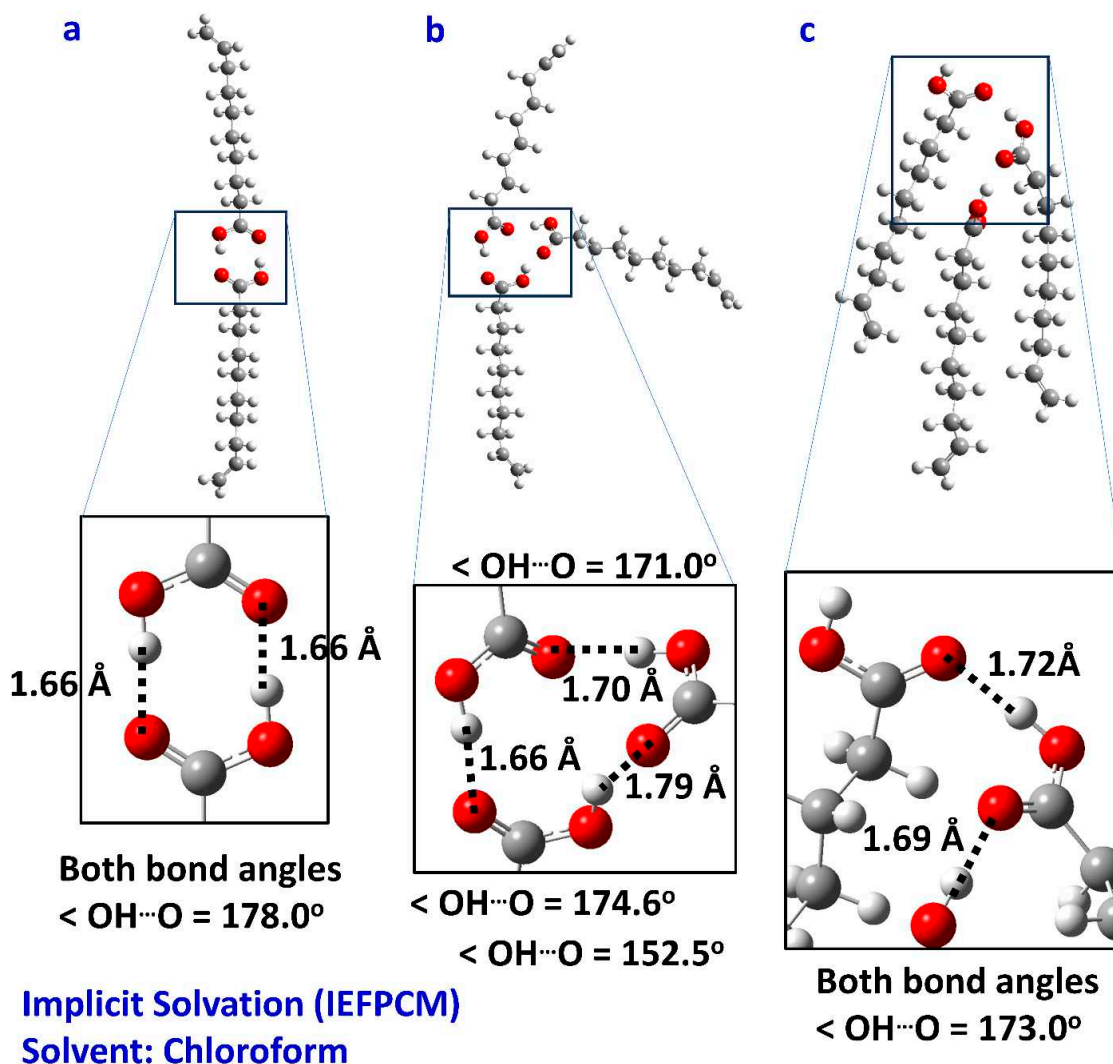 a
b
c
1.66 Å
1.66 Å
Both bond angles
< OH···O = 178.0°
< OH···O = 171.0°
1.70 Å
1.66 Å
1.79 Å
< OH···O = 174.6°
< OH···O = 152.5°
1.72Å
1.69 Å
Both bond angles
< OH···O = 173.0°
Implicit Solvation (IEFPCM)
Solvent: Chloroform